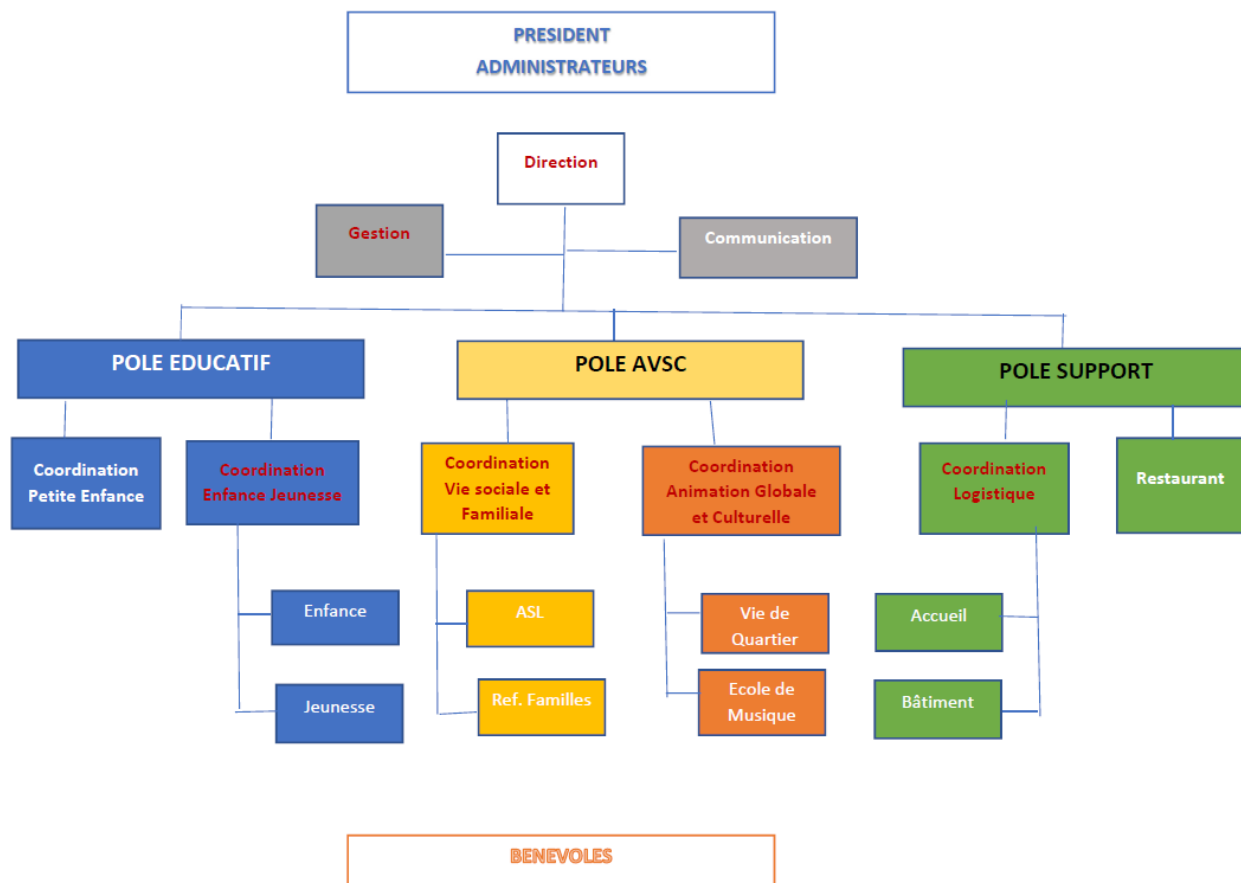 PRESIDENT
ADMINISTRATEURS
Direction
Gestion
Communication
POLE EDUCATIF
POLE AVSC
POLE SUPPORT
Coordination
Petite Enfance
Coordination
Enfance Jeunesse
Coordination
Vie sociale et
Familiale
Coordination
Animation Globale
et Culturelle
Coordination
Logistique
Restaurant
Enfance
ASL
Vie de
Quartier
Accueil
Jeunesse
Ref. Familles
Ecole de
Musique
Bâtiment
BENEVOLES